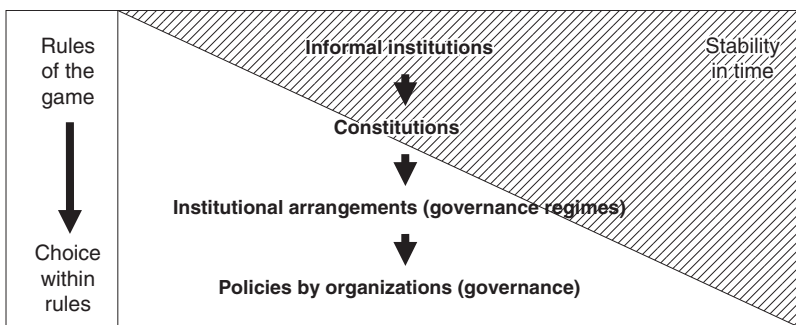 Rules
of the
game
Choice
within
rules
Informal institutions
Constitutions
Institutional arrangements (governance regimes)
Policies by organizations (governance)
Stability
in time